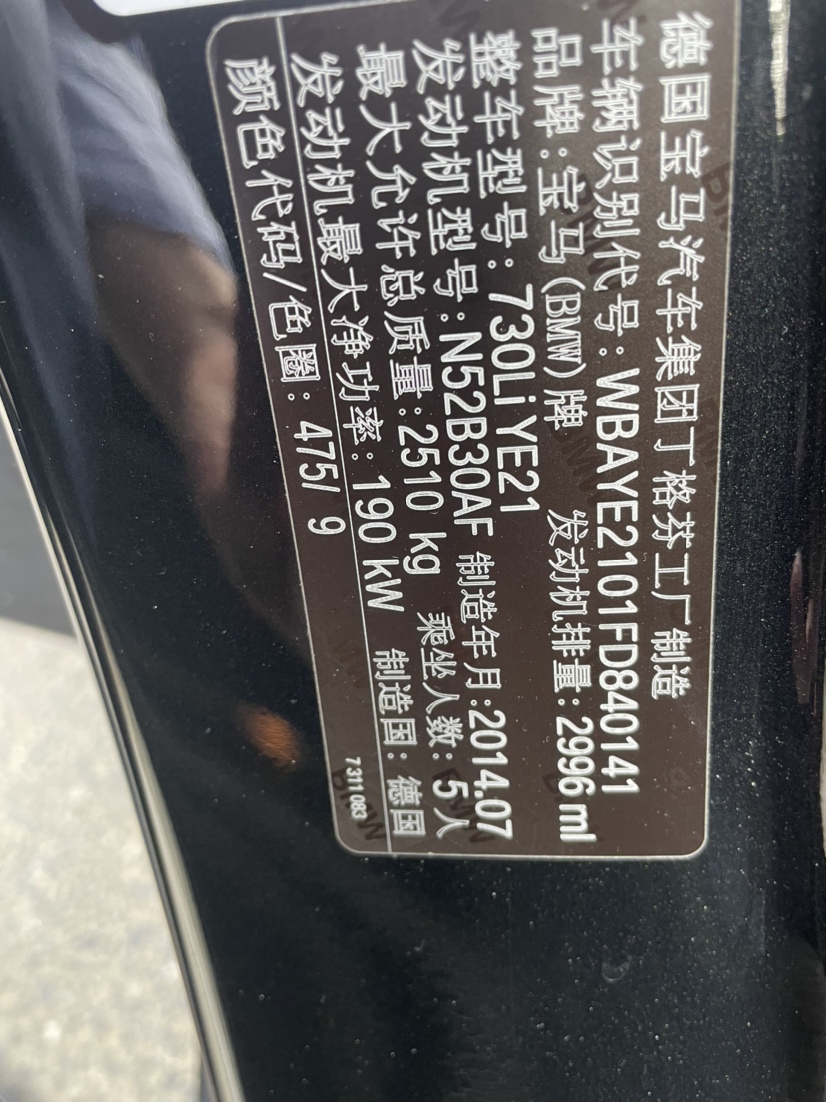 德国宝马汽车集团丁格芬工厂制造
车辆识别代号:WBAYE2101FD840141
品牌:宝马(BMW)牌 发动机排量:2996ml
整车型号:730Li YE21
发动机型号:N52B30AF 制造年月:2014.07
最大允许总质量:2510 kg 乘坐人数:5人
发动机最大净功率:190 kW 制造国:德国
颜色代码/色圈:475/ 9
7 311 083